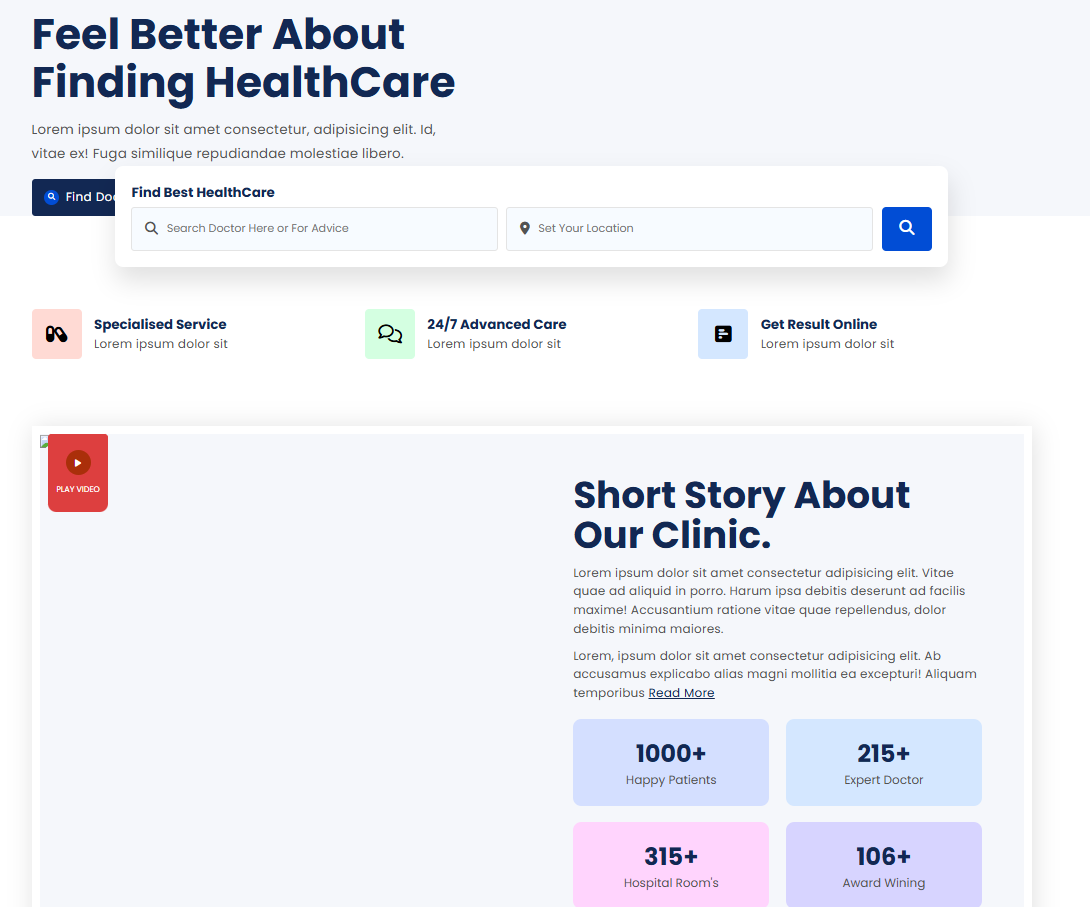 Feel Better About
Finding HealthCare
Lorem ipsum dolor sit amet consectetur, adipisicing elit. Id,
vitae ex! Fuga similique repudiandae molestiae libero.
Find
Find Best HealthCare
Search Doctor Here or For Advice
Set Your Location
Specialised Service
Lorem ipsum dolor sit
24/7 Advanced Care
Lorem ipsum dolor sit
Get Result Online
Lorem ipsum dolor sit
PLAY VIDEO
Short Story About
Our Clinic.
Lorem ipsum dolor sit amet consectetur adipisicing elit. Vitae
quae ad aliquid in porro. Harum ipsa debitis deserunt ad facilis
maxime! Accusantium ratione vitae quae repellendus, dolor
debitis minima maiores.
Lorem, ipsum dolor sit amet consectetur adipisicing elit. Ab
accusamus explicabo alias magni mollitia ea excepturi! Aliquam
temporibus Read More
1000+
Happy Patients
215+
Expert Doctor
315+
Hospital Room's
106+
Award Wining